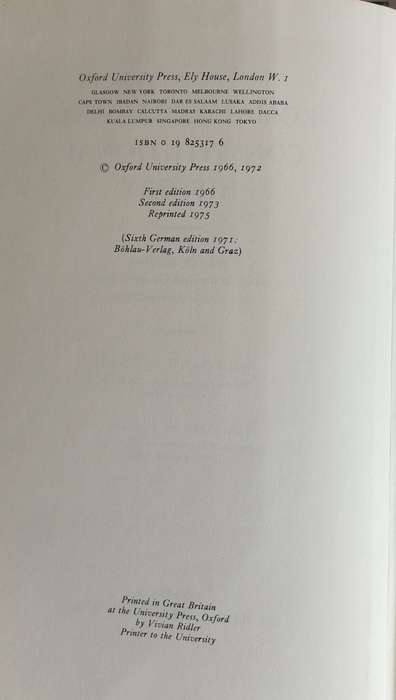 Oxford University Press, Ely House, London W. 1
GLASGOW NEW YORK TORONTO MELBOURNE WELLINGTON
CAPE TOWN IBADAN NAIROBI DAR ES SALAAM LUSAKA ADDIS ABABA
DELHI BOMBAY CALCUTTA MADRAS KARACHI LAHORE DACCA
KUALA LUMPUR SINGAPORE HONG KONG TOKYO
ISBN 0 19 825317 6
© Oxford University Press 1966, 1972
First edition 1966
Second edition 1973
Reprinted 1975
(Sixth German edition 1971:
Böhlau-Verlag, Köln and Graz)
Printed in Great Britain
at the University Press, Oxford
by Vivian Ridler
Printer to the University